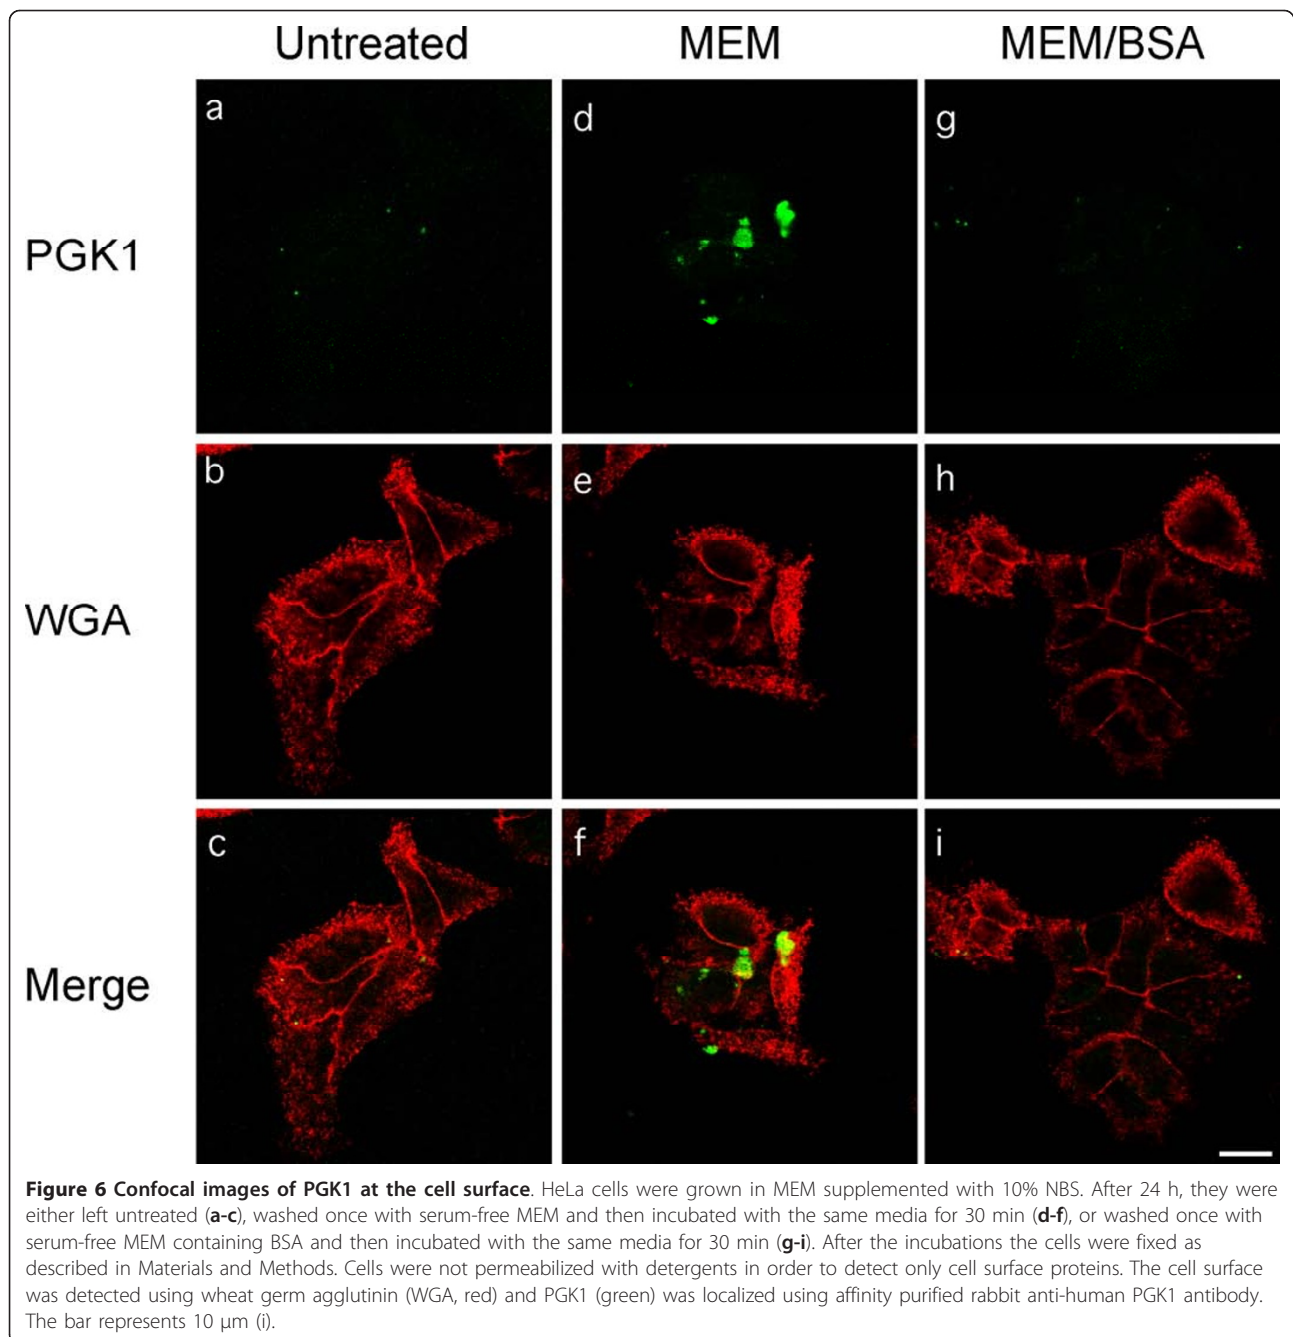 Untreated MEM MEM/BSA
a d g
PGK1
b e h
WGA
c f i
Merge
Figure 6 Confocal images of PGK1 at the cell surface. HeLa cells were grown in MEM supplemented with 10% NBS. After 24 h, they were
either left untreated (a-c), washed once with serum-free MEM and then incubated with the same media for 30 min (d-f), or washed once with
serum-free MEM containing BSA and then incubated with the same media for 30 min (g-i). After the incubations the cells were fixed as
described in Materials and Methods. Cells were not permeabilized with detergents in order to detect only cell surface proteins. The cell surface
was detected using wheat germ agglutinin (WGA, red) and PGK1 (green) was localized using affinity purified rabbit anti-human PGK1 antibody.
The bar represents 10 μm (i).